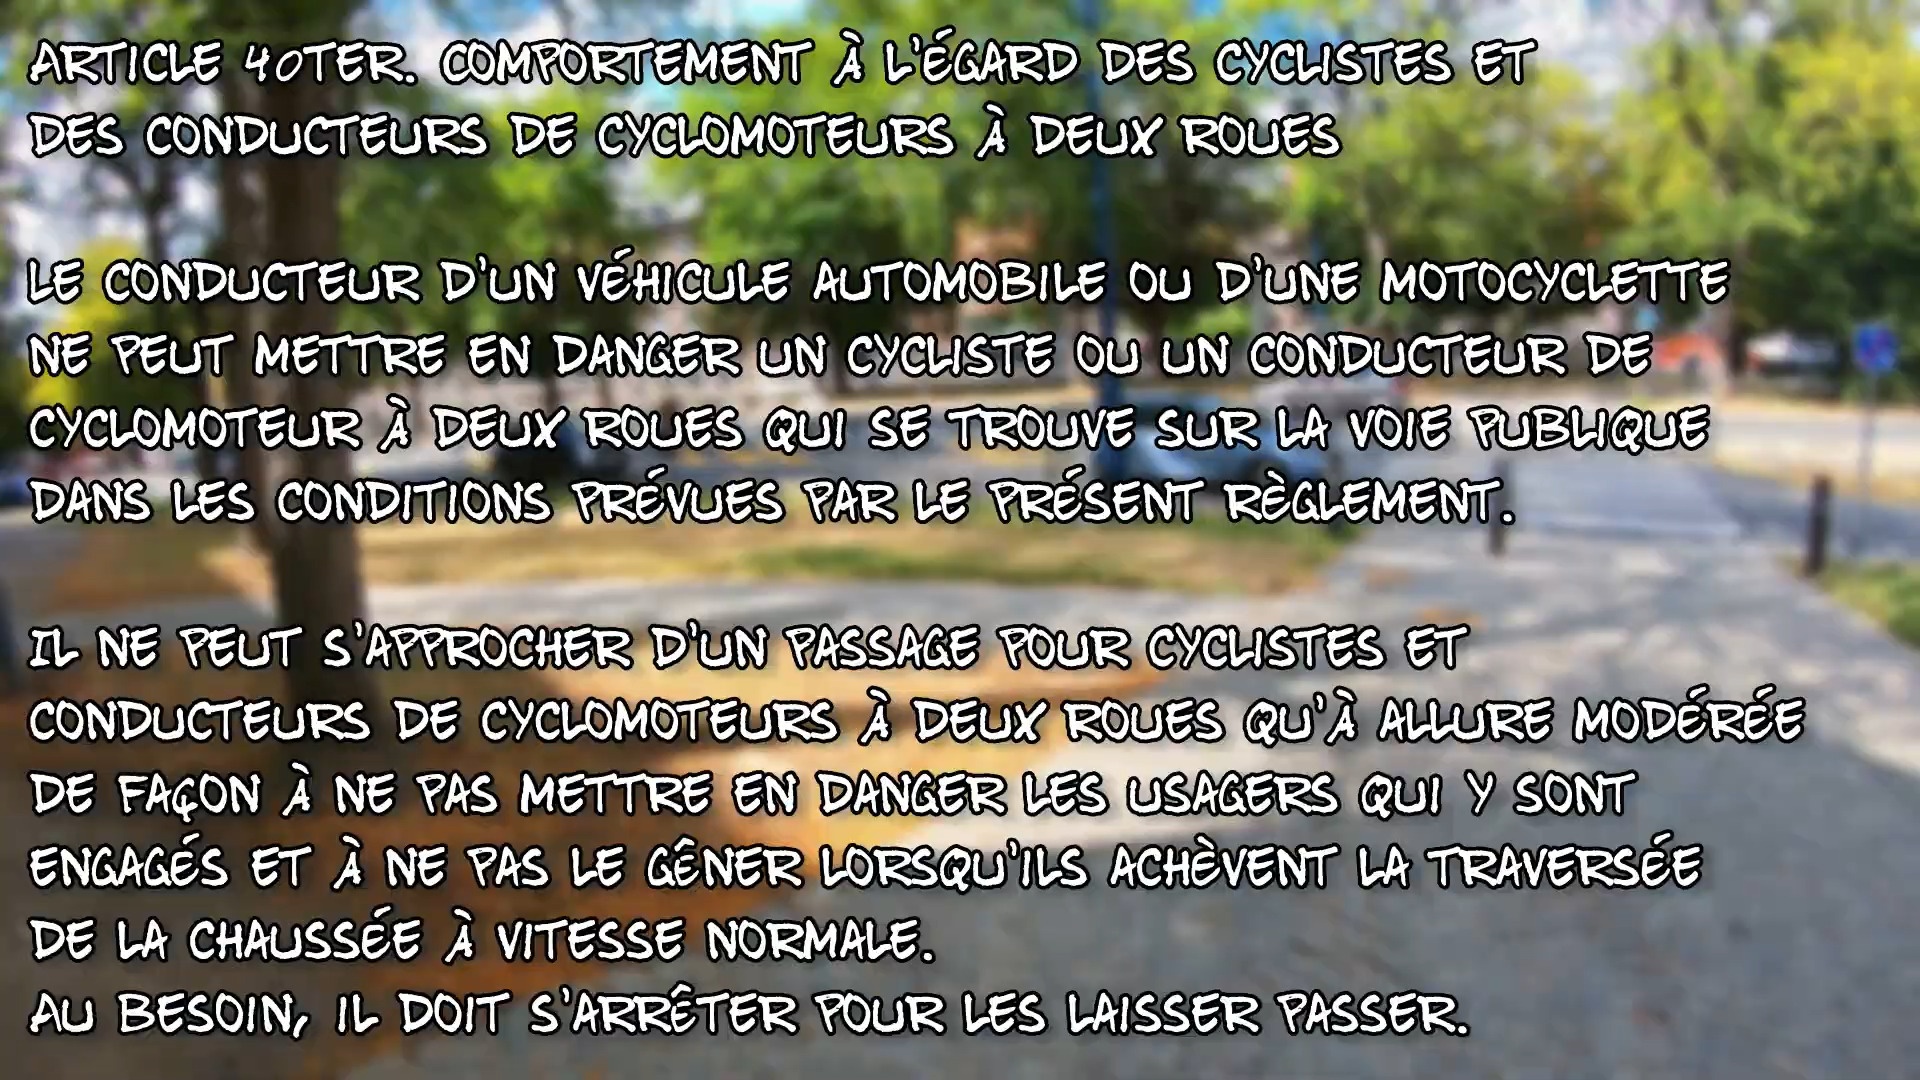 ARTICLE 40TER. COMPORTEMENT À L'ÉGARD DES CYCLISTES ET
DES CONDUCTEURS DE CYCLOMOTEURS À DEUX ROUES
LE CONDUCTEUR D'UN VÉHICULE AUTOMOBILE OU D'UNE MOTOCYCLETTE
NE PEUT METTRE EN DANGER UN CYCLISTE OU UN CONDUCTEUR DE
CYCLOMOTEUR À DEUX ROUES QUI SE TROUVE SUR LA VOIE PUBLIQUE
DANS LES CONDITIONS PRÉVUES PAR LE PRÉSENT RÈGLEMENT.
IL NE PEUT S'APPROCHER D'UN PASSAGE POUR CYCLISTES ET
CONDUCTEURS DE CYCLOMOTEURS À DEUX ROUES QU'À ALLURE MODÉRÉE
DE FAÇON À NE PAS METTRE EN DANGER LES USAGERS QUI Y SONT
ENGAGÉS ET À NE PAS LE GÊNER LORSQU'ILS ACHÈVENT LA TRAVERSÉE
DE LA CHAUSSÉE À VITESSE NORMALE.
AU BESOIN, IL DOIT S'ARRÊTER POUR LES LAISSER PASSER.